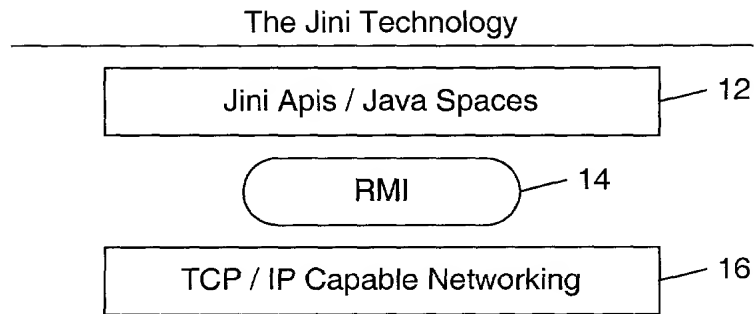 The Jini Technology
Jini Apis / Java Spaces
12
RMI
14
TCP / IP Capable Networking
16